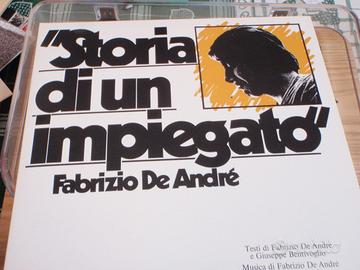 "Storia
di un
impiegato"
Fabrizio De André
Testi di Fabrizio De André
e Giuseppe Bentivoglio
Musica di Fabrizio De André